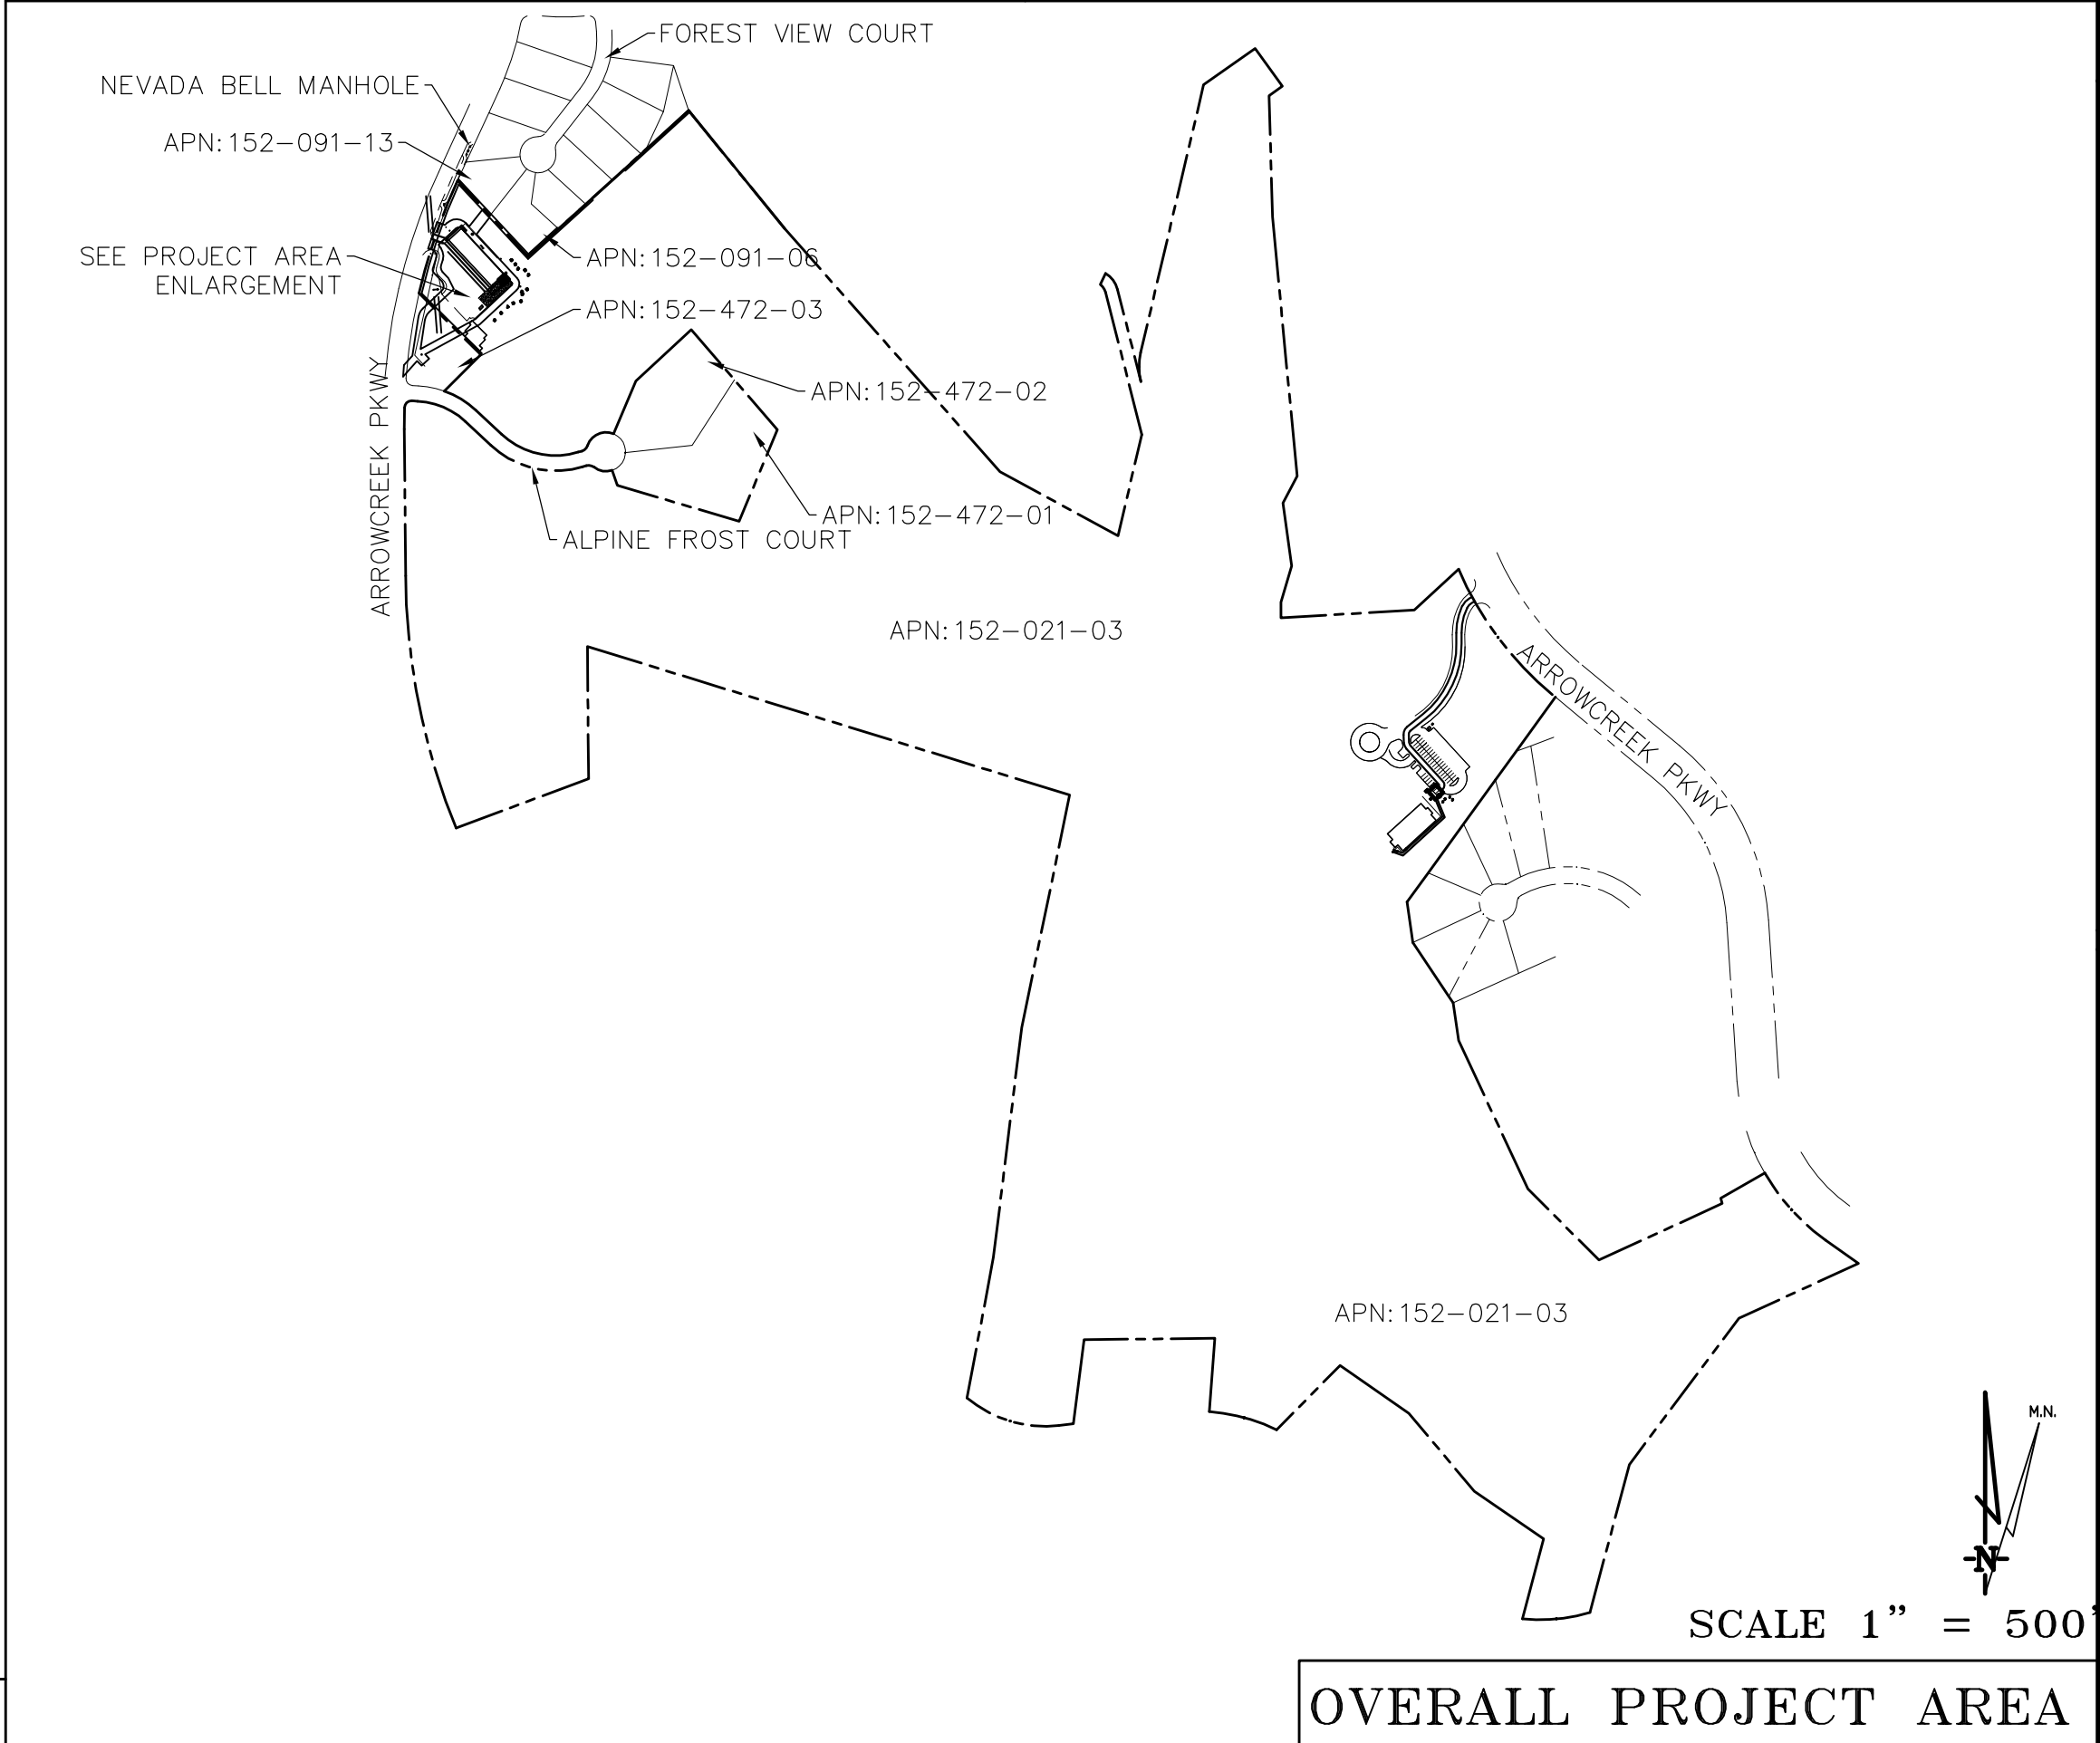 FOREST VIEW COURT
NEVADA BELL MANHOLE
APN:152-091-13
SEE PROJECT AREA
ENLARGEMENT
APN:152-091-06
APN:152-472-03
ARROWCREEK PKWY
APN:152-472-02
APN:152-472-01
ALPINE FROST COURT
APN:152-021-03
ARROWCREEK PKWY
APN:152-021-03
M.N.
N
SCALE 1" = 500'
OVERALL PROJECT AREA